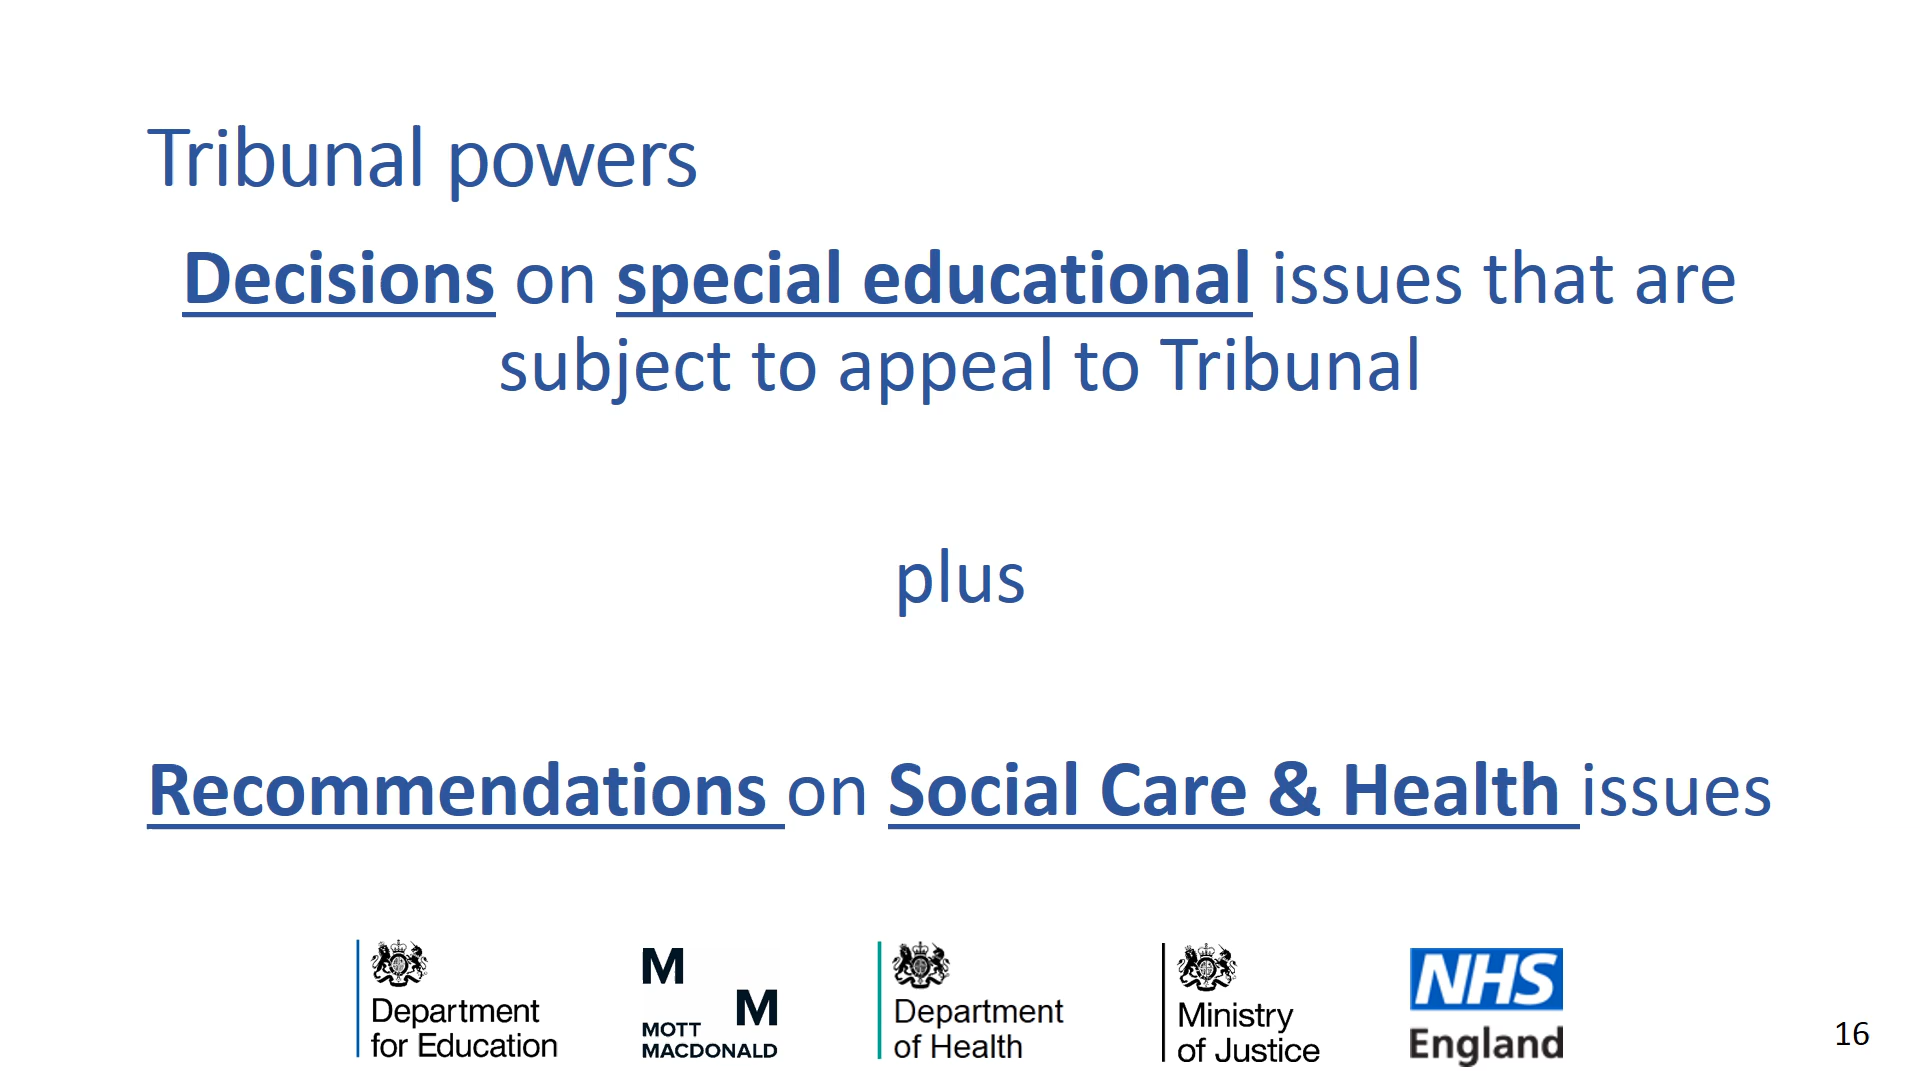 Tribunal powers
Decisions on special educational issues that are
subject to appeal to Tribunal
plus
Recommendations on Social Care & Health issues
Department
for Education
M
M
MOTT
MACDONALD
Department
of Health
Ministry
of Justice
NHS
England
16